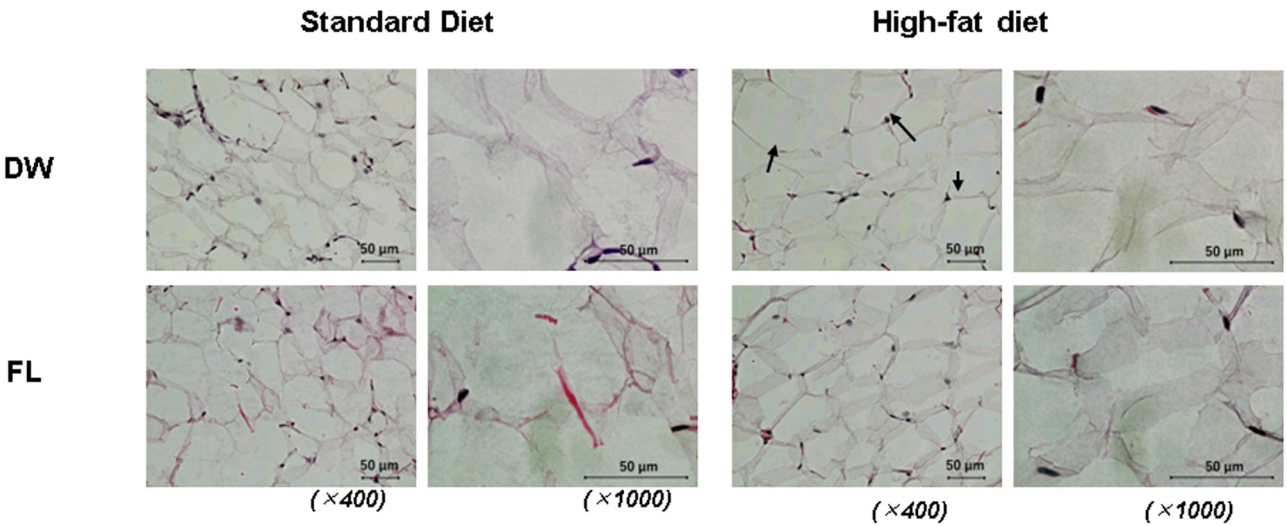 Standard Diet High-fat diet
DW
50 µm 50 µm 50 µm 50 µm
FL
50 µm 50 µm 50 µm 50 µm
(×400) (×1000) (×400) (×1000)